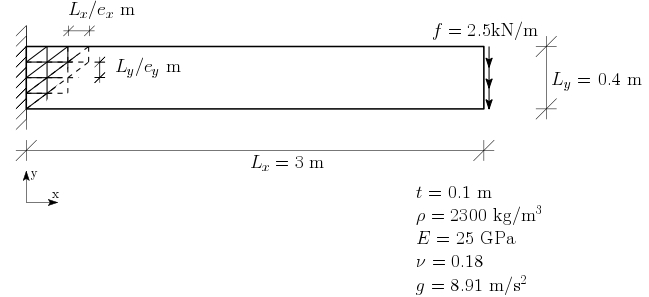 L_x/e_x m
f = 2.5kN/m
L_y/e_y m
L_y = 0.4 m
L_x = 3 m
y
x
t = 0.1 m
ρ = 2300 kg/m³
E = 25 GPa
ν = 0.18
g = 8.91 m/s²